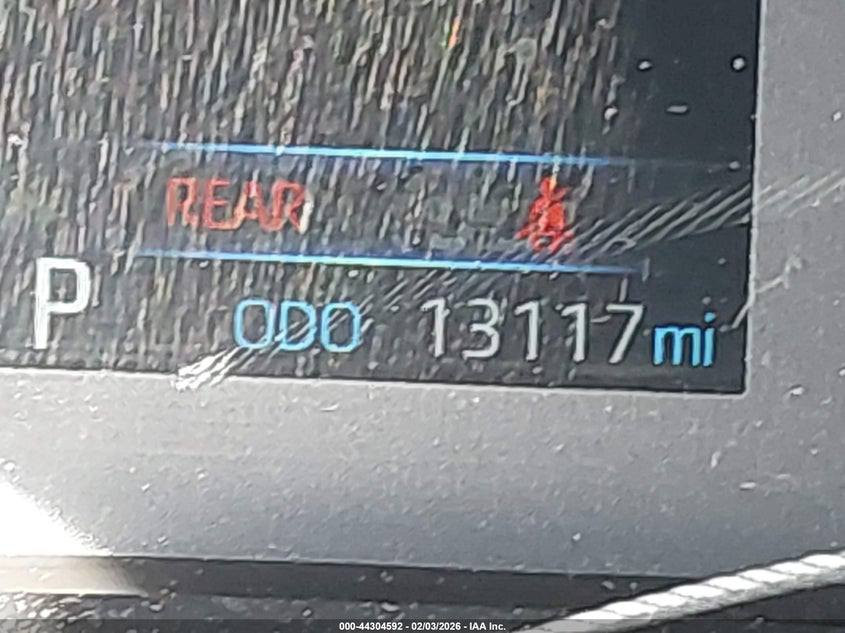 REAR
P ODO 13117 mi
000-44304592 - 02/03/2026 - IAA Inc.